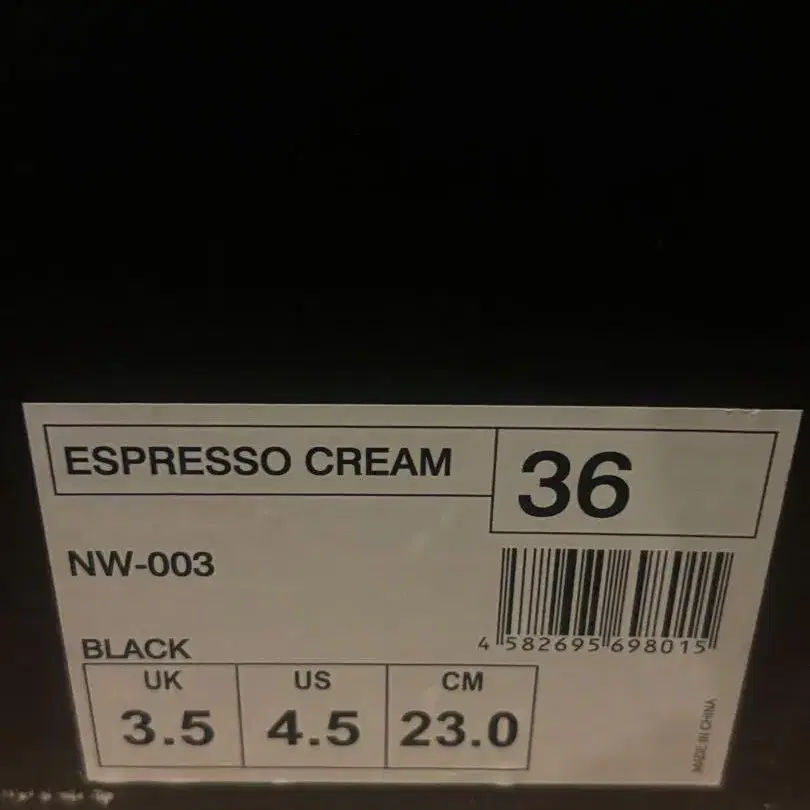 ESPRESSO CREAM
36
NW-003
4 582695 698015
BLACK
UK US CM
3.5 4.5 23.0
MADE IN CHINA